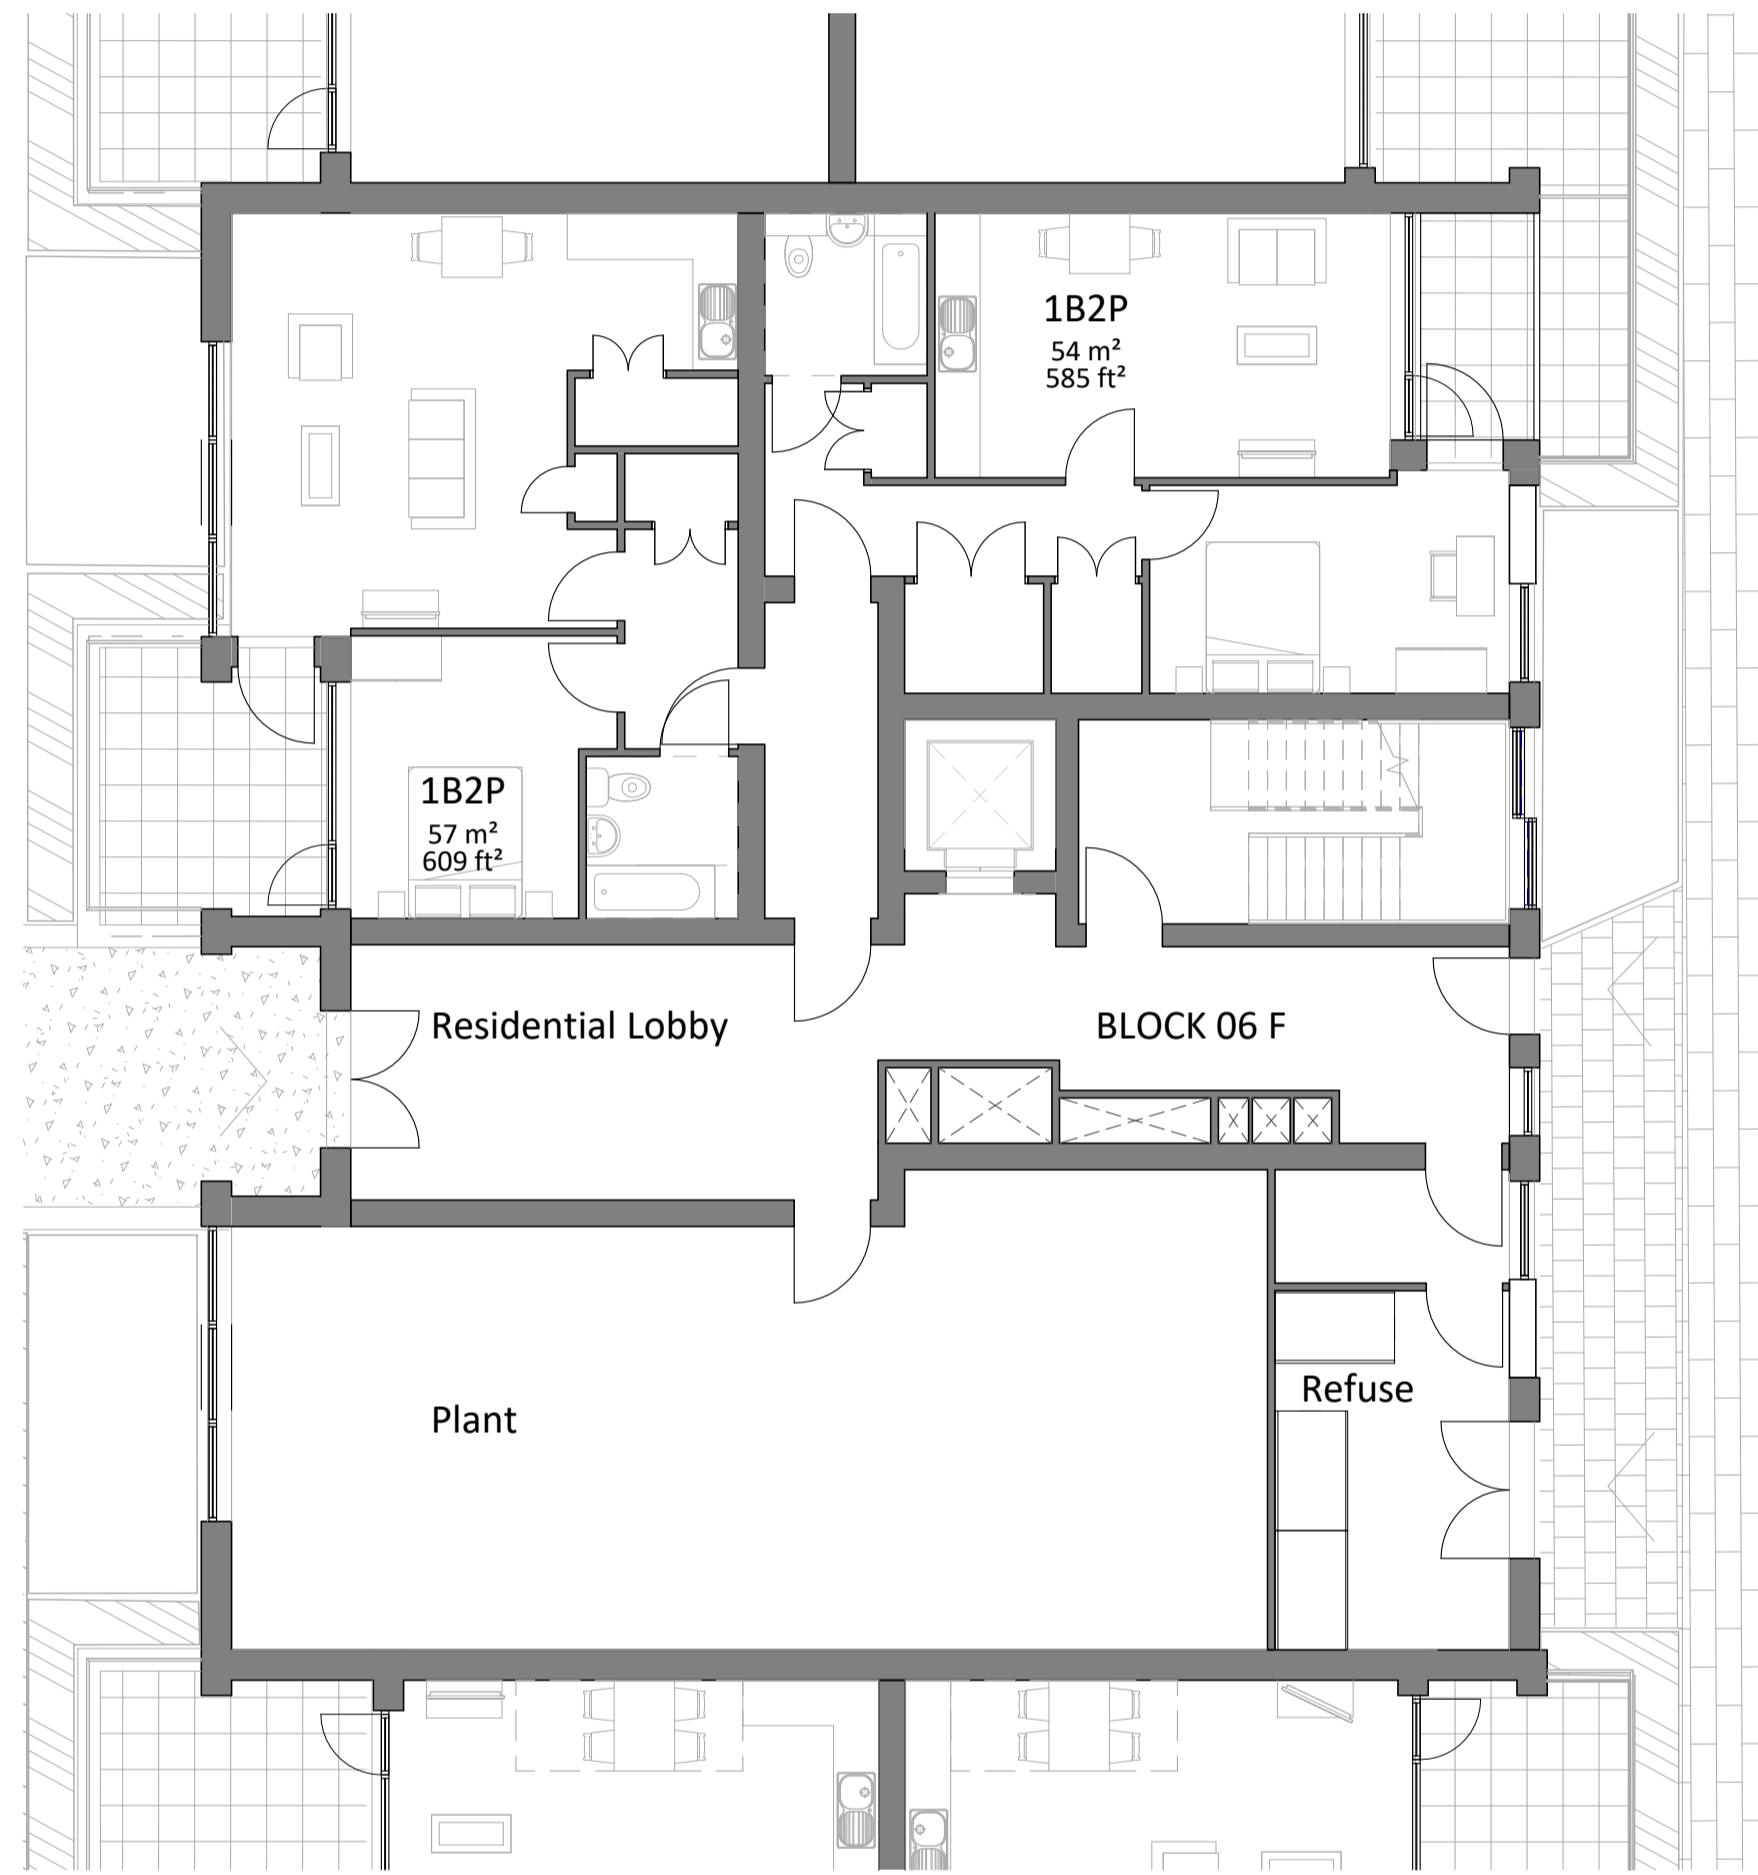 1B2P
54 m²
585 ft²
1B2P
57 m²
609 ft²
Residential Lobby
BLOCK 06 F
Refuse
Plant